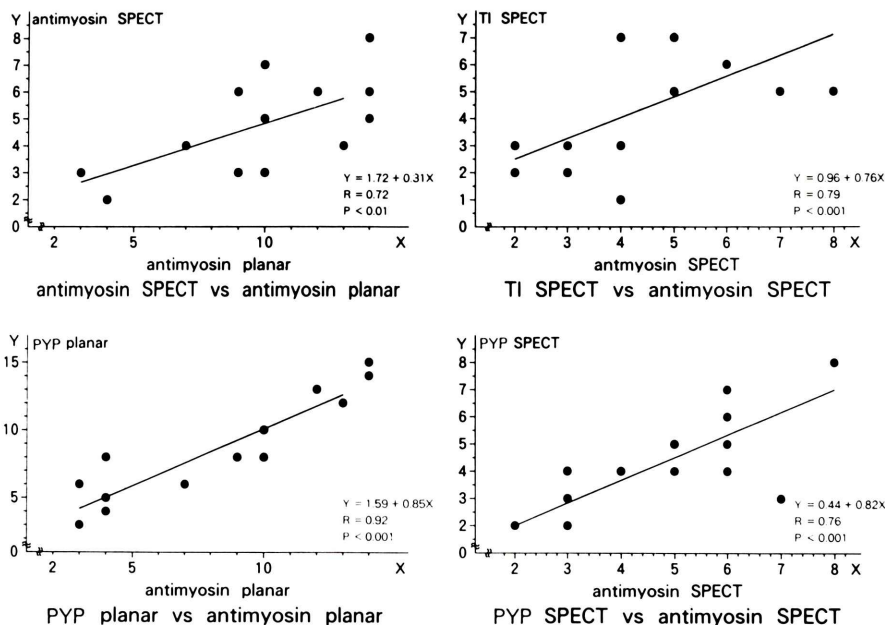 Y antimyosin SPECT
8
7
6
5
4
3
2
1
0
2 5 10 X
Y = 1.72 + 0.31X
R = 0.72
P < 0.01
antimyosin planar
antimyosin SPECT vs antimyosin planar
Y TI SPECT
7
6
5
4
3
2
1
0
2 3 4 5 6 7 8 X
Y = 0.96 + 0.76X
R = 0.79
P < 0.001
antmyosin SPECT
TI SPECT vs antimyosin SPECT
Y PYP planar
15
10
5
0
2 5 10 X
Y = 1.59 + 0.85X
R = 0.92
P < 0.001
antimyosin planar
PYP planar vs antimyosin planar
Y PYP SPECT
8
7
6
5
4
3
2
1
0
2 3 4 5 6 7 8 X
Y = 0.44 + 0.82X
R = 0.76
P < 0.001
antimyosin SPECT
PYP SPECT vs antimyosin SPECT